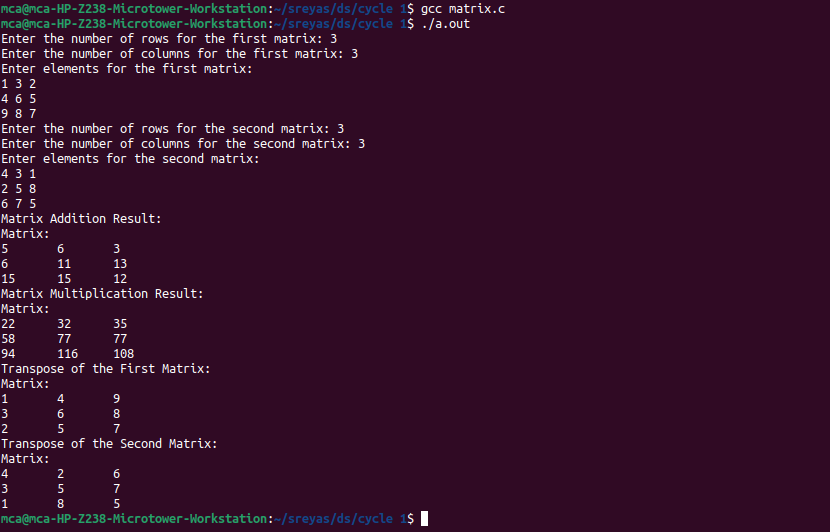 mca@mca-HP-Z238-Microtower-Workstation:~/sreyas/ds/cycle 1$ gcc matrix.c
mca@mca-HP-Z238-Microtower-Workstation:~/sreyas/ds/cycle 1$ ./a.out
Enter the number of rows for the first matrix: 3
Enter the number of columns for the first matrix: 3
Enter elements for the first matrix:
1 3 2
4 6 5
9 8 7
Enter the number of rows for the second matrix: 3
Enter the number of columns for the second matrix: 3
Enter elements for the second matrix:
4 3 1
2 5 8
6 7 5
Matrix Addition Result:
Matrix:
5 6 3
6 11 13
15 15 12
Matrix Multiplication Result:
Matrix:
22 32 35
58 77 77
94 116 108
Transpose of the First Matrix:
Matrix:
1 4 9
3 6 8
2 5 7
Transpose of the Second Matrix:
Matrix:
4 2 6
3 5 7
1 8 5
mca@mca-HP-Z238-Microtower-Workstation:~/sreyas/ds/cycle 1$